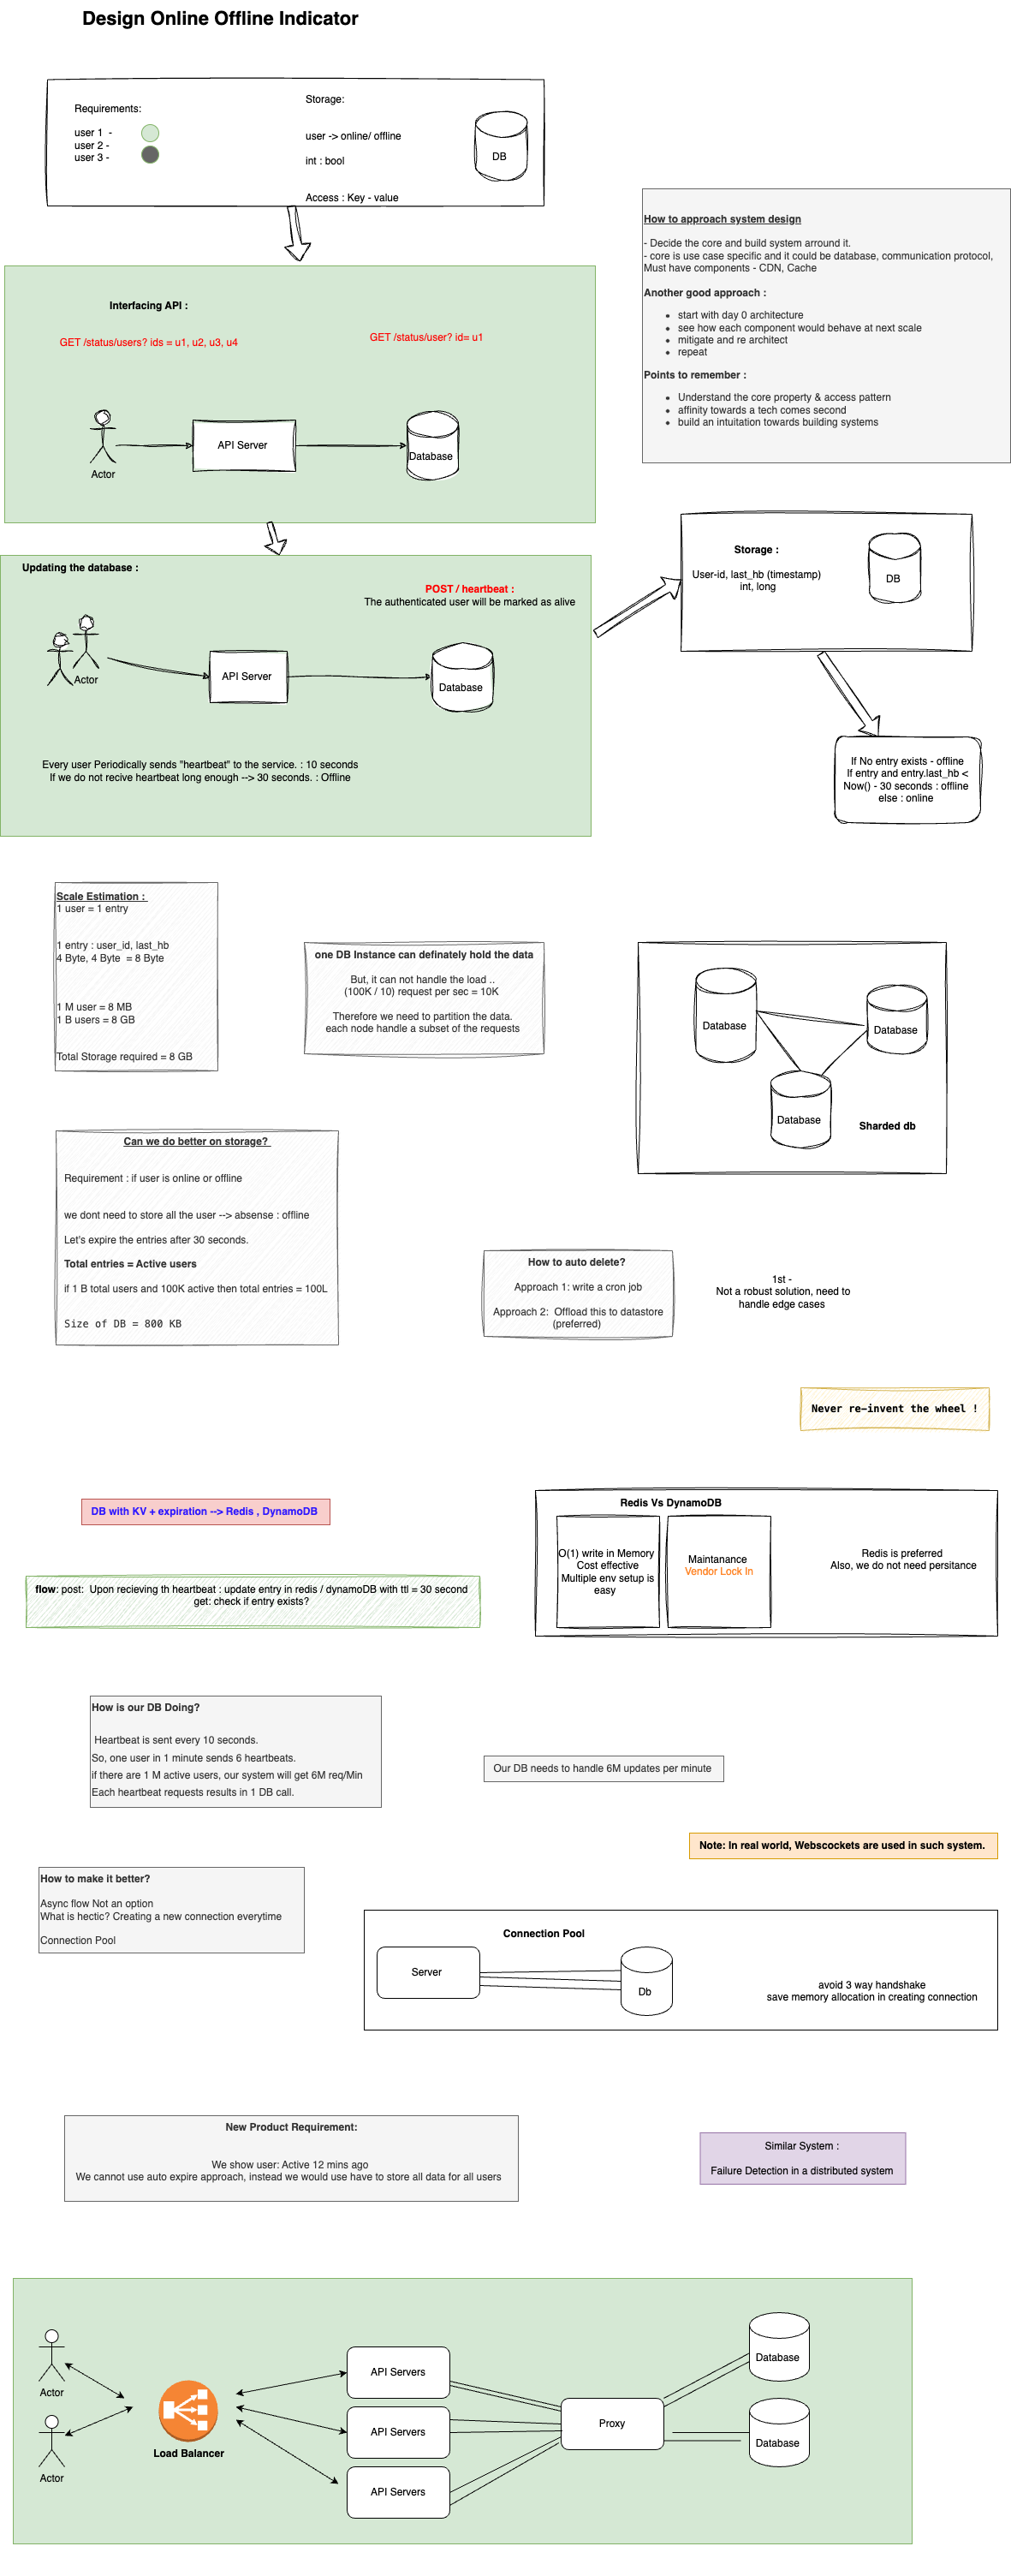 Design Online Offline Indicator
Requirements:
user 1 -
user 2 -
user 3 -
Storage:
user -> online/ offline
int : bool
Access : Key - value
DB
How to approach system design
- Decide the core and build system arround it.
- core is use case specific and it could be database, communication protocol,
Must have components - CDN, Cache
Another good approach :
start with day 0 architecture
see how each component would behave at next scale
mitigate and re architect
repeat
Points to remember :
Understand the core property & access pattern
affinity towards a tech comes second
build an intuitation towards building systems
Interfacing API :
GET /status/users? ids = u1, u2, u3, u4
GET /status/user? id= u1
Actor
API Server
Database
Updating the database :
POST / heartbeat :
The authenticated user will be marked as alive
Actor
API Server
Database
Every user Periodically sends "heartbeat" to the service. : 10 seconds
If we do not recive heartbeat long enough --> 30 seconds. : Offline
Storage :
User-id, last_hb (timestamp)
int, long
DB
If No entry exists - offline
If entry and entry.last_hb <
Now() - 30 seconds : offline
else : online
Scale Estimation :
1 user = 1 entry
1 entry : user_id, last_hb
4 Byte, 4 Byte = 8 Byte
1 M user = 8 MB
1 B users = 8 GB
Total Storage required = 8 GB
one DB Instance can definately hold the data
But, it can not handle the load ..
(100K / 10) request per sec = 10K
Therefore we need to partition the data.
each node handle a subset of the requests
Database
Database
Database
Sharded db
Can we do better on storage?
Requirement : if user is online or offline
we dont need to store all the user --> absense : offline
Let's expire the entries after 30 seconds.
Total entries = Active users
if 1 B total users and 100K active then total entries = 100L
Size of DB = 800 KB
How to auto delete?
Approach 1: write a cron job
Approach 2: Offload this to datastore
(preferred)
1st -
Not a robust solution, need to
handle edge cases
Never re-invent the wheel !
DB with KV + expiration --> Redis , DynamoDB
flow: post: Upon recieving th heartbeat : update entry in redis / dynamoDB with ttl = 30 second
get: check if entry exists?
Redis Vs DynamoDB
O(1) write in Memory
Cost effective
Multiple env setup is
easy
Maintanance
Vendor Lock In
Redis is preferred
Also, we do not need persitance
How is our DB Doing?
Heartbeat is sent every 10 seconds.
So, one user in 1 minute sends 6 heartbeats.
if there are 1 M active users, our system will get 6M req/Min
Each heartbeat requests results in 1 DB call.
Our DB needs to handle 6M updates per minute
Note: In real world, Webscockets are used in such system.
How to make it better?
Async flow Not an option
What is hectic? Creating a new connection everytime
Connection Pool
Connection Pool
Server
Db
avoid 3 way handshake
save memory allocation in creating connection
New Product Requirement:
We show user: Active 12 mins ago
We cannot use auto expire approach, instead we would use have to store all data for all users
Similar System :
Failure Detection in a distributed system
Actor
Actor
Load Balancer
API Servers
API Servers
API Servers
Proxy
Database
Database